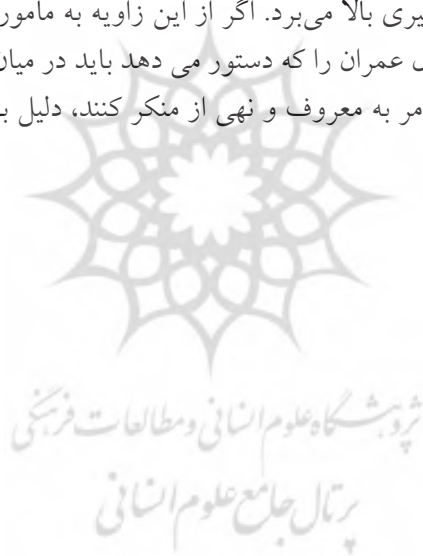 یری بالا می‌برد. اگر از این زاویه به مامور
ل عمران را که دستور می دهد باید در میان
مر به معروف و نهی از منکر کنند، دلیل ب
پژوهشگاه علوم انسانی و مطالعات فرهنگی
پرتال جامع علوم انسانی